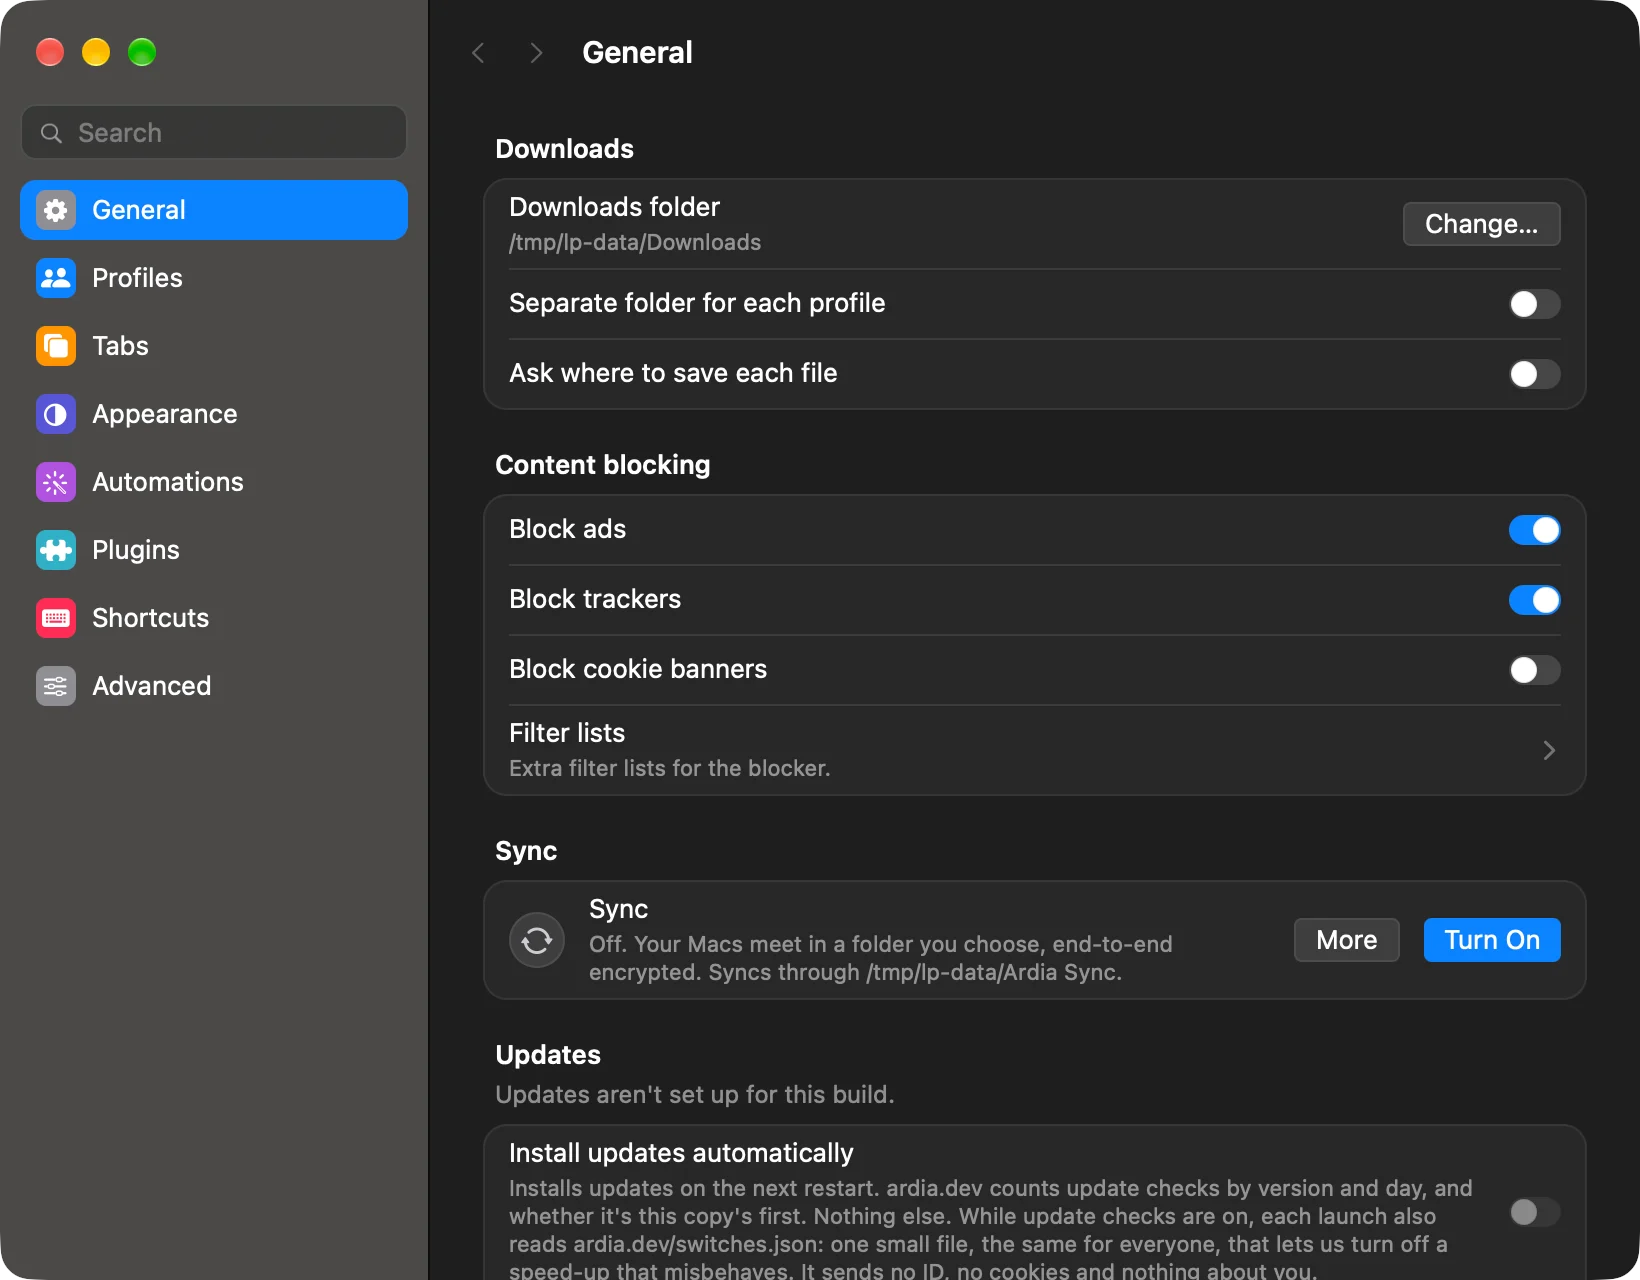 General
Search
General
Profiles
Tabs
Appearance
Automations
Plugins
Shortcuts
Advanced
Downloads
Downloads folder
/tmp/lp-data/Downloads
Change...
Separate folder for each profile
Ask where to save each file
Content blocking
Block ads
Block trackers
Block cookie banners
Filter lists
Extra filter lists for the blocker.
Sync
Sync
Off. Your Macs meet in a folder you choose, end-to-end
encrypted. Syncs through /tmp/lp-data/Ardia Sync.
More
Turn On
Updates
Updates aren't set up for this build.
Install updates automatically
Installs updates on the next restart. ardia.dev counts update checks by version and day, and
whether it's this copy's first. Nothing else. While update checks are on, each launch also
reads ardia.dev/switches.json: one small file, the same for everyone, that lets us turn off a
speed-up that misbehaves. It sends no ID, no cookies and nothing about you.